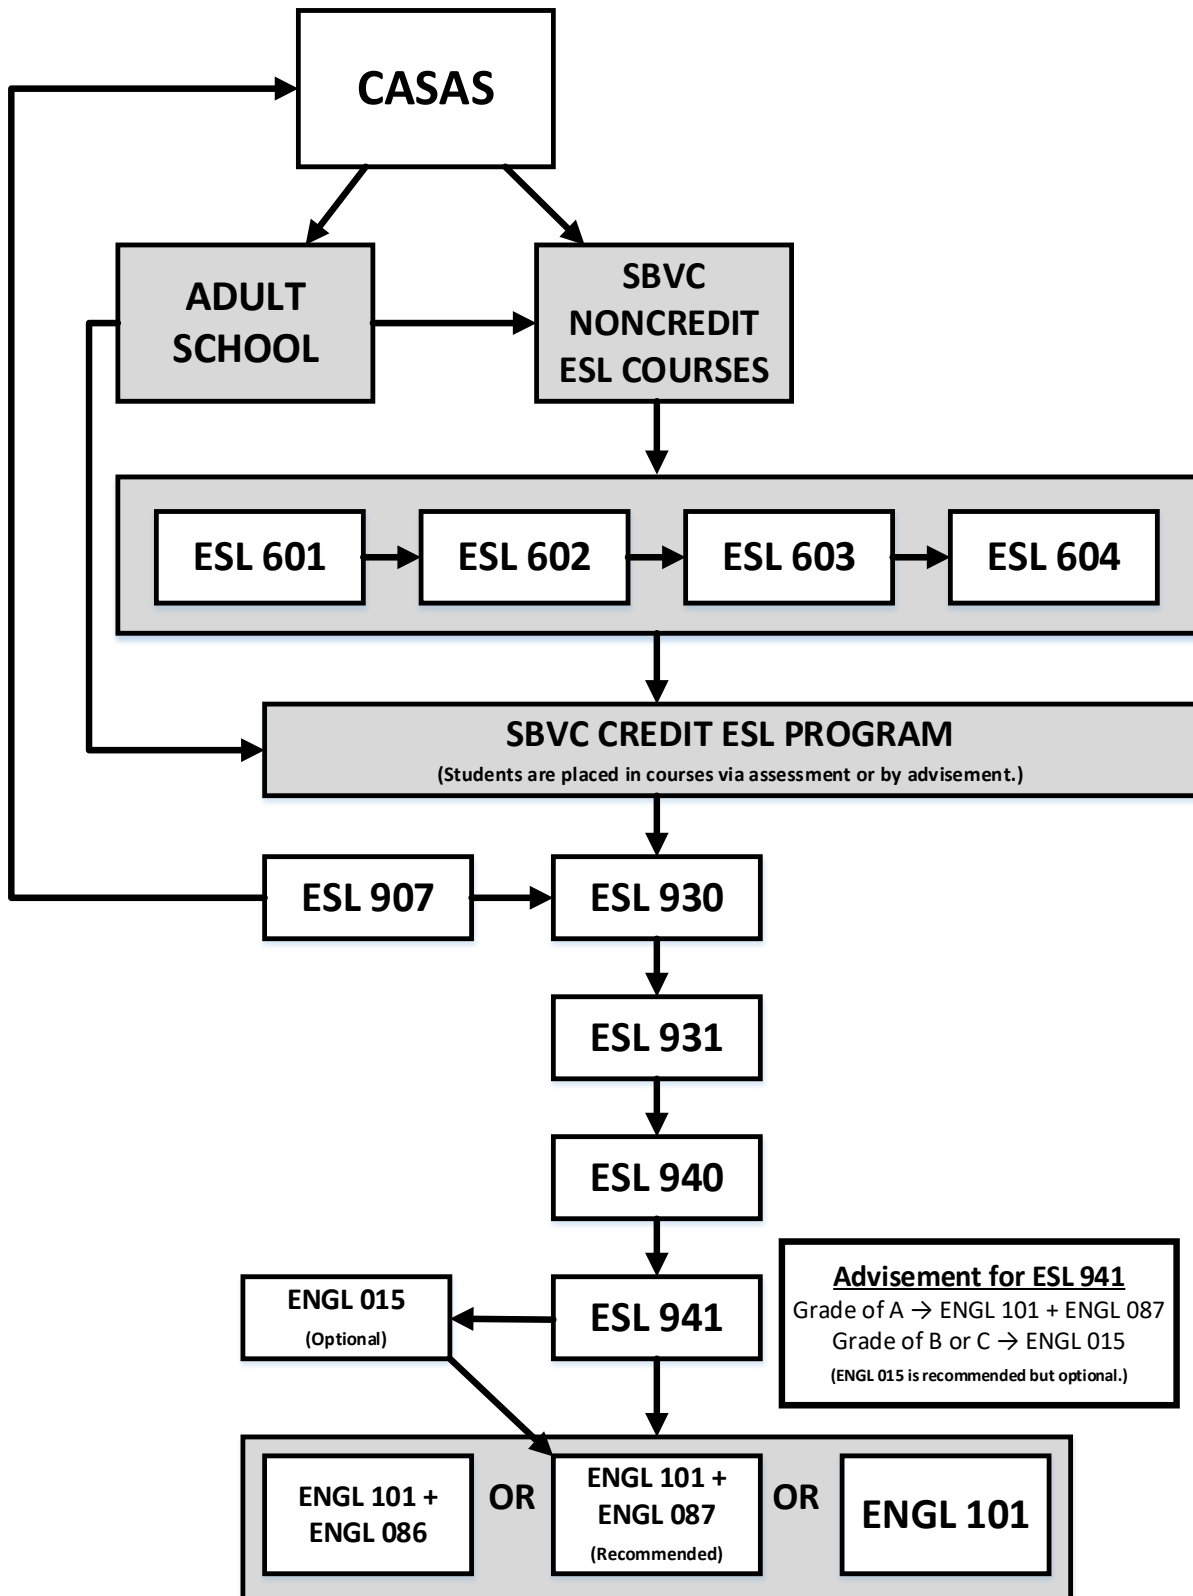 CASAS
ADULT
SCHOOL
SBVC
NONCREDIT
ESL COURSES
ESL 601
ESL 602
ESL 603
ESL 604
SBVC CREDIT ESL PROGRAM
(Students are placed in courses via assessment or by advisement.)
ESL 907
ESL 930
ESL 931
ESL 940
ENGL 015
(Optional)
ESL 941
Advisement for ESL 941
Grade of A → ENGL 101 + ENGL 087
Grade of B or C → ENGL 015
(ENGL 015 is recommended but optional.)
ENGL 101 +
ENGL 086
OR
ENGL 101 +
ENGL 087
(Recommended)
OR
ENGL 101